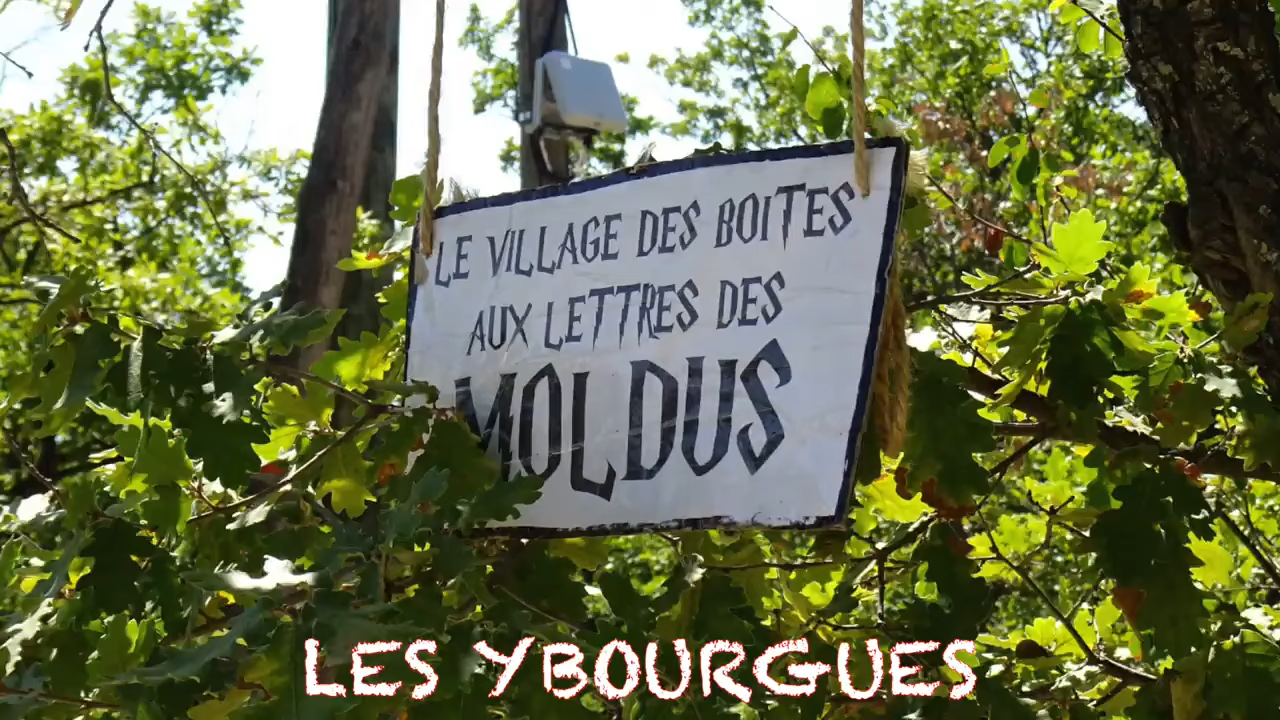 LE VILLAGE DES BOITES
AUX LETTRES DES
MOLDUS
LES YBOURGUES